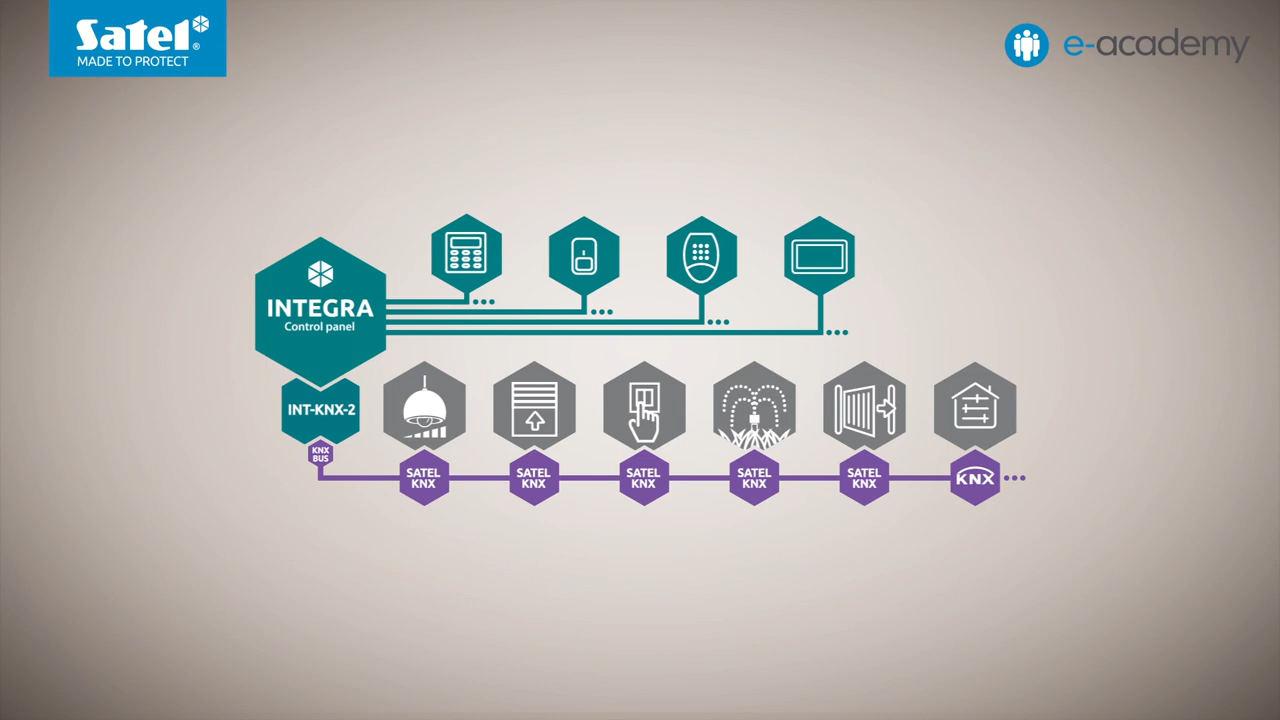 Satel®
MADE TO PROTECT
e-academy
INTEGRA
Control panel
INT-KNX-2
KNX
BUS
SATEL
KNX
SATEL
KNX
SATEL
KNX
SATEL
KNX
SATEL
KNX
KNX